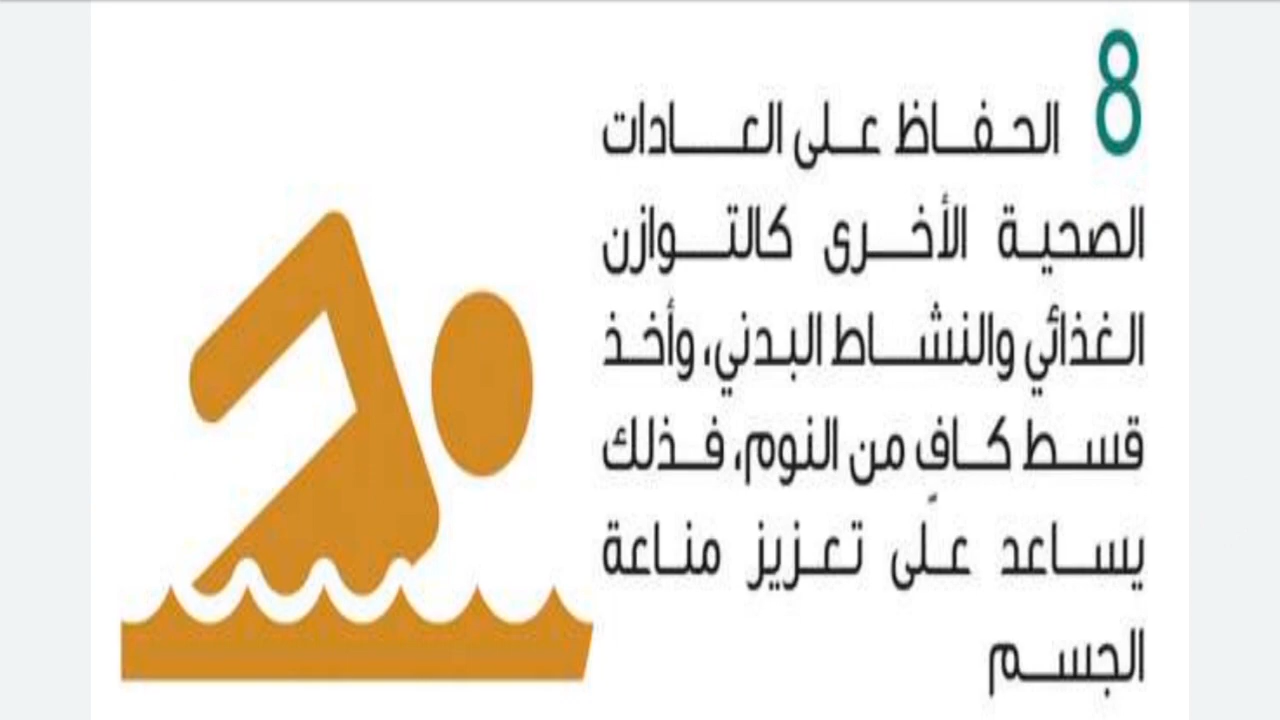 8 الحفاظ على العادات
الصحية الأخرى كالتوازن
الغذائي والنشاط البدني، وأخذ
قسط كافٍ من النوم، فذلك
يساعد على تعزيز مناعة
الجسم